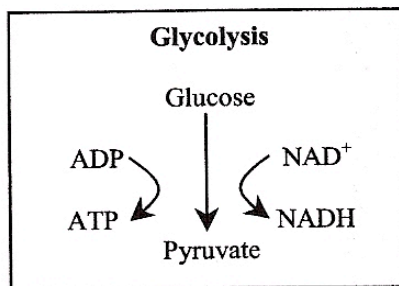 Glycolysis
Glucose
ADP
NAD⁺
ATP
NADH
Pyruvate